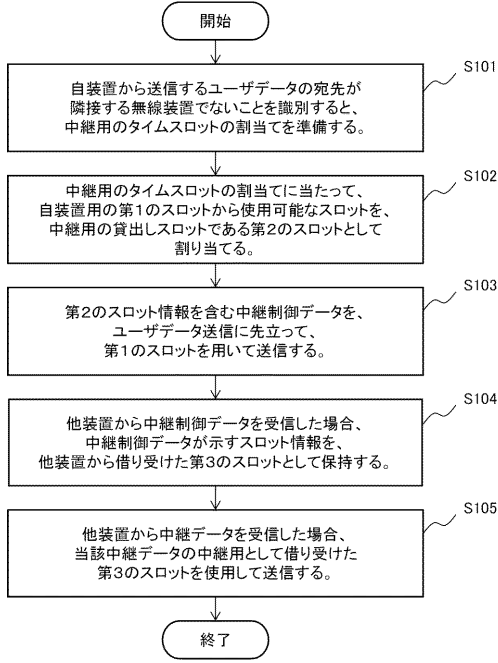 開始
S101
自装置から送信するユーザデータの宛先が
隣接する無線装置でないことを識別すると、
中継用のタイムスロットの割当てを準備する。
S102
中継用のタイムスロットの割当てに当たって、
自装置用の第1のスロットから使用可能なスロットを、
中継用の貸出しスロットである第2のスロットとして
割り当てる。
S103
第2のスロット情報を含む中継制御データを、
ユーザデータ送信に先立って、
第1のスロットを用いて送信する。
S104
他装置から中継制御データを受信した場合、
中継制御データが示すスロット情報を、
他装置から借り受けた第3のスロットとして保持する。
S105
他装置から中継データを受信した場合、
当該中継データの中継用として借り受けた
第3のスロットを使用して送信する。
終了